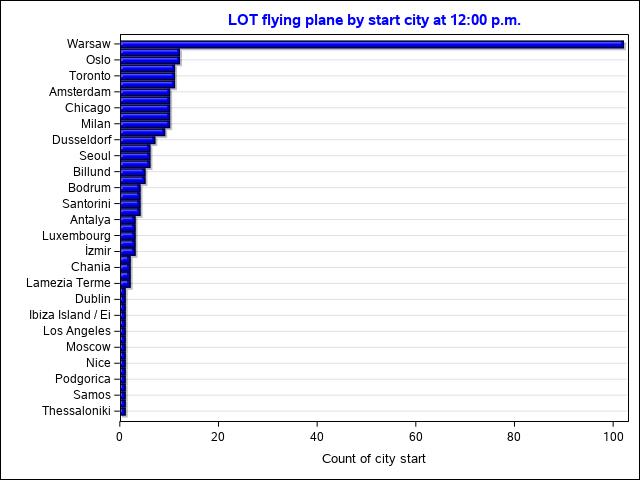 LOT flying plane by start city at 12:00 p.m.
Warsaw
Oslo
Toronto
Amsterdam
Chicago
Milan
Dusseldorf
Seoul
Billund
Bodrum
Santorini
Antalya
Luxembourg
İzmir
Chania
Lamezia Terme
Dublin
Ibiza Island / Ei
Los Angeles
Moscow
Nice
Podgorica
Samos
Thessaloniki
0 20 40 60 80 100
Count of city start